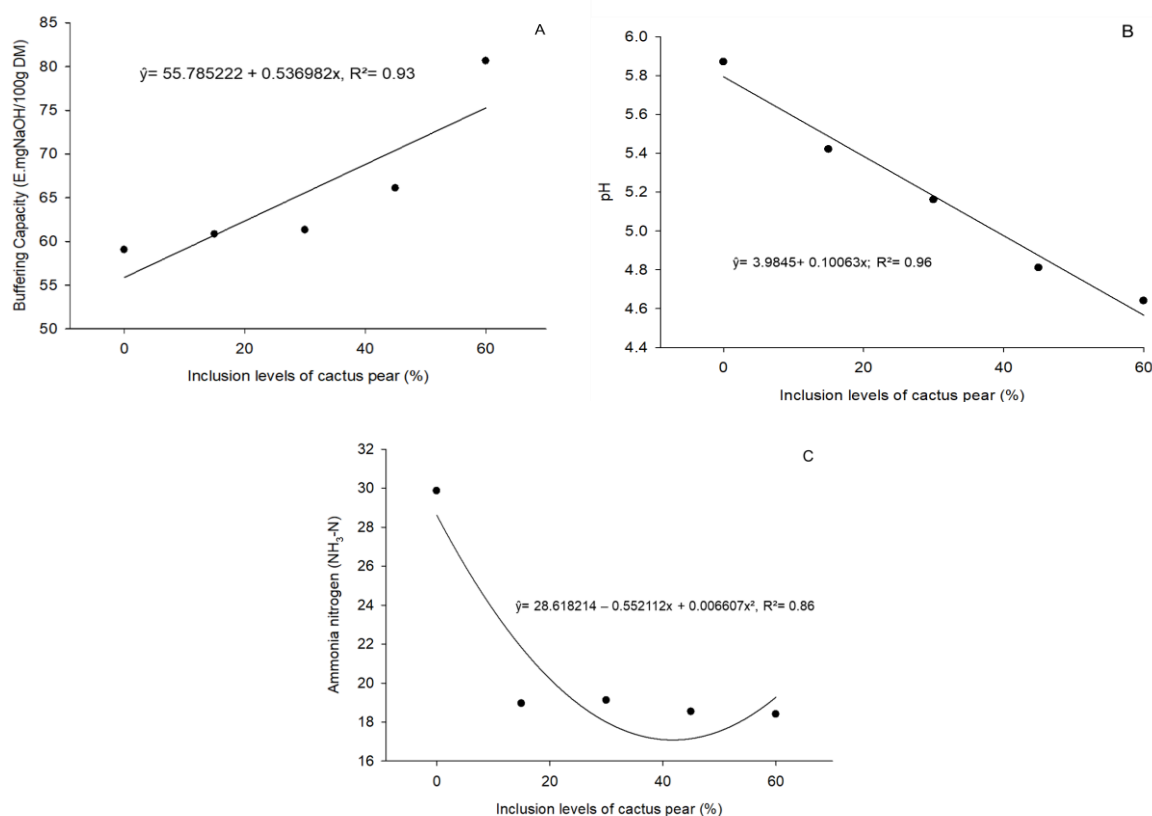 A
85
80
75
70
65
60
55
50
Buffering Capacity (E.mgNaOH/100g DM)
ŷ= 55.785222 + 0.536982x, R²= 0.93
0 20 40 60
Inclusion levels of cactus pear (%)
B
6.0
5.8
5.6
5.4
5.2
5.0
4.8
4.6
4.4
pH
ŷ= 3.9845+ 0.10063x; R²= 0.96
0 20 40 60
Inclusion levels of cactus pear (%)
C
32
30
28
26
24
22
20
18
16
Ammonia nitrogen (NH₃-N)
ŷ= 28.618214 – 0.552112x + 0.006607x², R²= 0.86
0 20 40 60
Inclusion levels of cactus pear (%)